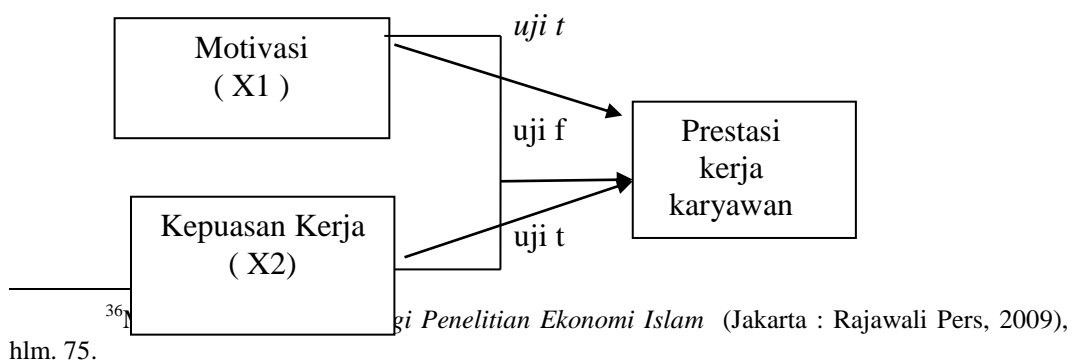 Motivasi
( X1 )
uji t
uji f
Prestasi
kerja
karyawan
Kepuasan Kerja
( X2)
uji t
36
Penelitian Ekonomi Islam (Jakarta : Rajawali Pers, 2009),
hlm. 75.